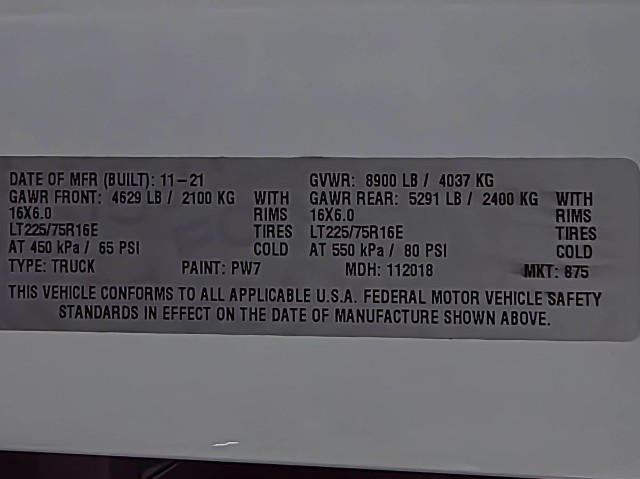 DATE OF MFR (BUILT): 11-21 GVWR: 8900 LB / 4037 KG
GAWR FRONT: 4629 LB / 2100 KG WITH GAWR REAR: 5291 LB / 2400 KG WITH
16X6.0 RIMS 16X6.0 RIMS
LT225/75R16E TIRES LT225/75R16E TIRES
AT 450 kPa / 65 PSI COLD AT 550 kPa / 80 PSI COLD
TYPE: TRUCK PAINT: PW7 MDH: 112018 MKT: 875
THIS VEHICLE CONFORMS TO ALL APPLICABLE U.S.A. FEDERAL MOTOR VEHICLE SAFETY
STANDARDS IN EFFECT ON THE DATE OF MANUFACTURE SHOWN ABOVE.